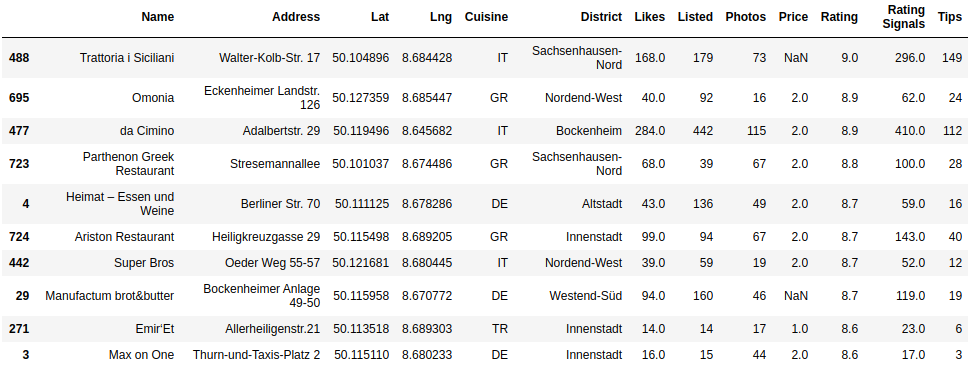 Name Address Lat Lng Cuisine District Likes Listed Photos Price Rating Rating Signals Tips
488 Trattoria i Siciliani Walter-Kolb-Str. 17 50.104896 8.684428 IT Sachsenhausen-Nord 168.0 179 73 NaN 9.0 296.0 149
695 Omonia Eckenheimer Landstr. 126 50.127359 8.685447 GR Nordend-West 40.0 92 16 2.0 8.9 62.0 24
477 da Cimino Adalbertstr. 29 50.119496 8.645682 IT Bockenheim 284.0 442 115 2.0 8.9 410.0 112
723 Parthenon Greek Restaurant Stresemannallee 50.101037 8.674486 GR Sachsenhausen-Nord 68.0 39 67 2.0 8.8 100.0 28
4 Heimat – Essen und Weine Berliner Str. 70 50.111125 8.678286 DE Altstadt 43.0 136 49 2.0 8.7 59.0 16
724 Ariston Restaurant Heiligkreuzgasse 29 50.115498 8.689205 GR Innenstadt 99.0 94 67 2.0 8.7 143.0 40
442 Super Bros Oeder Weg 55-57 50.121681 8.680445 IT Nordend-West 39.0 59 19 2.0 8.7 52.0 12
29 Manufactum brot&butter Bockenheimer Anlage 49-50 50.115958 8.670772 DE Westend-Süd 94.0 160 46 NaN 8.7 119.0 19
271 Emir'Et Allerheiligenstr.21 50.113518 8.689303 TR Innenstadt 14.0 14 17 1.0 8.6 23.0 6
3 Max on One Thurn-und-Taxis-Platz 2 50.115110 8.680233 DE Innenstadt 16.0 15 44 2.0 8.6 17.0 3